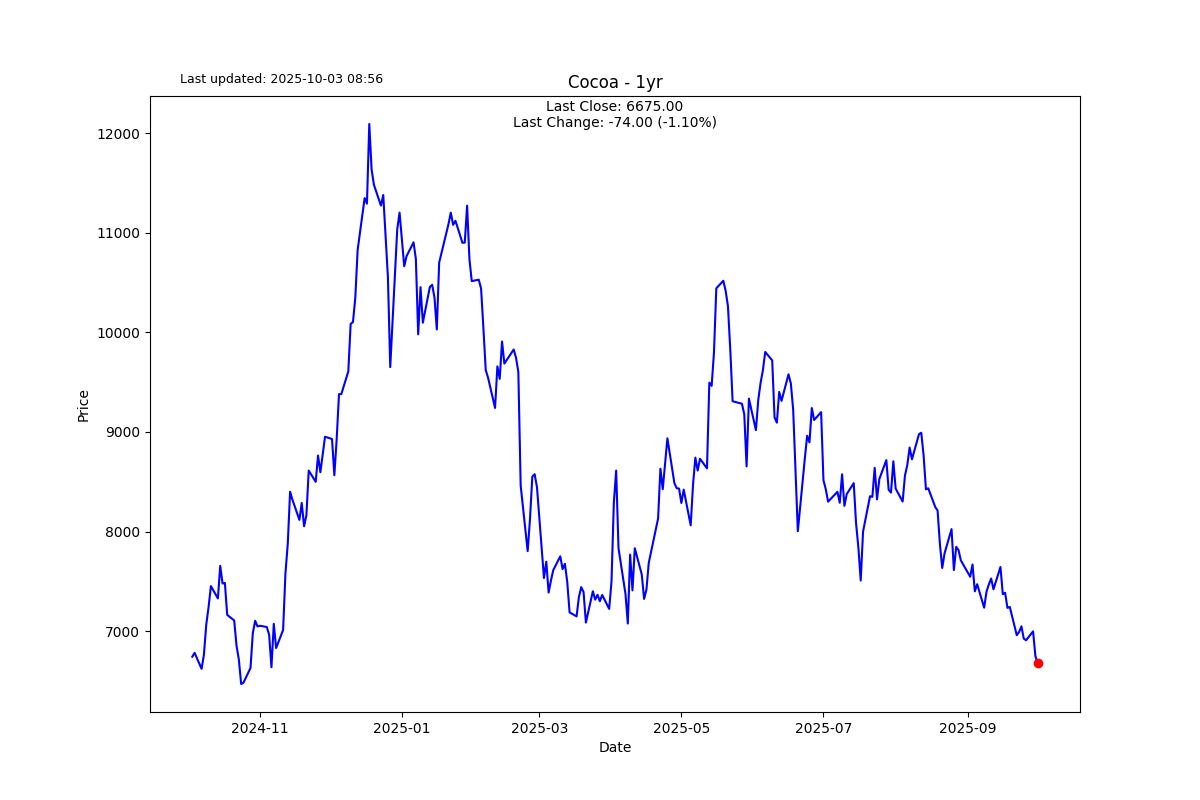 Last updated: 2025-10-03 08:56
Cocoa - 1yr
Last Close: 6675.00
Last Change: -74.00 (-1.10%)
12000
11000
10000
9000
8000
7000
Price
2024-11
2025-01
2025-03
2025-05
2025-07
2025-09
Date